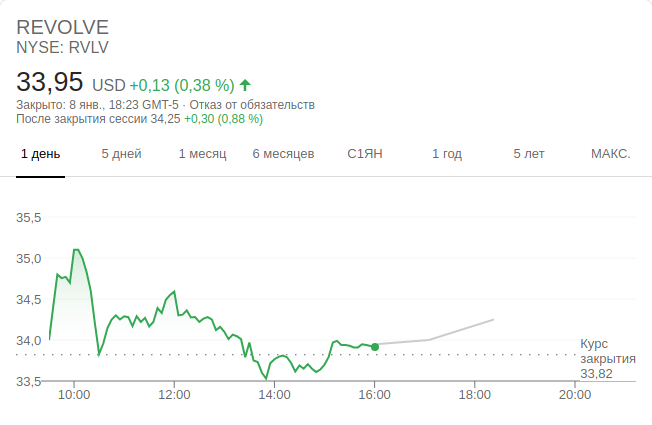 REVOLVE
NYSE: RVLV
33,95 USD +0,13 (0,38 %)
Закрыто: 8 янв., 18:23 GMT-5 · Отказ от обязательств
После закрытия сессии 34,25 +0,30 (0,88 %)
1 день 5 дней 1 месяц 6 месяцев С1ЯН 1 год 5 лет МАКС.
35,5
35,0
34,5
34,0
33,5
Курс
закрытия
33,82
10:00 12:00 14:00 16:00 18:00 20:00